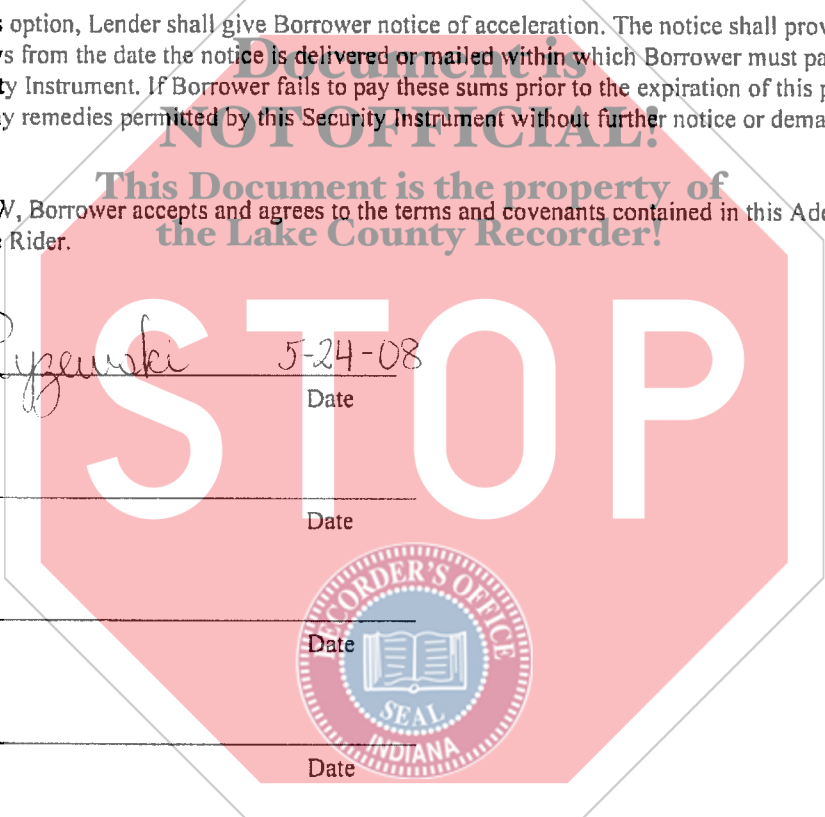 s option, Lender shall give Borrower notice of acceleration. The notice shall prov
ys from the date the notice is delivered or mailed within which Borrower must pa
ty Instrument. If Borrower fails to pay these sums prior to the expiration of this p
y remedies permitted by this Security Instrument without further notice or dema
Document is
NOT OFFICIAL!
This Document is the property of
the Lake County Recorder!
W, Borrower accepts and agrees to the terms and covenants contained in this Ad
e Rider.
STOP
5-24-08
Date
Date
Date
Date
RECORDER'S OFFICE
SEAL
INDIANA